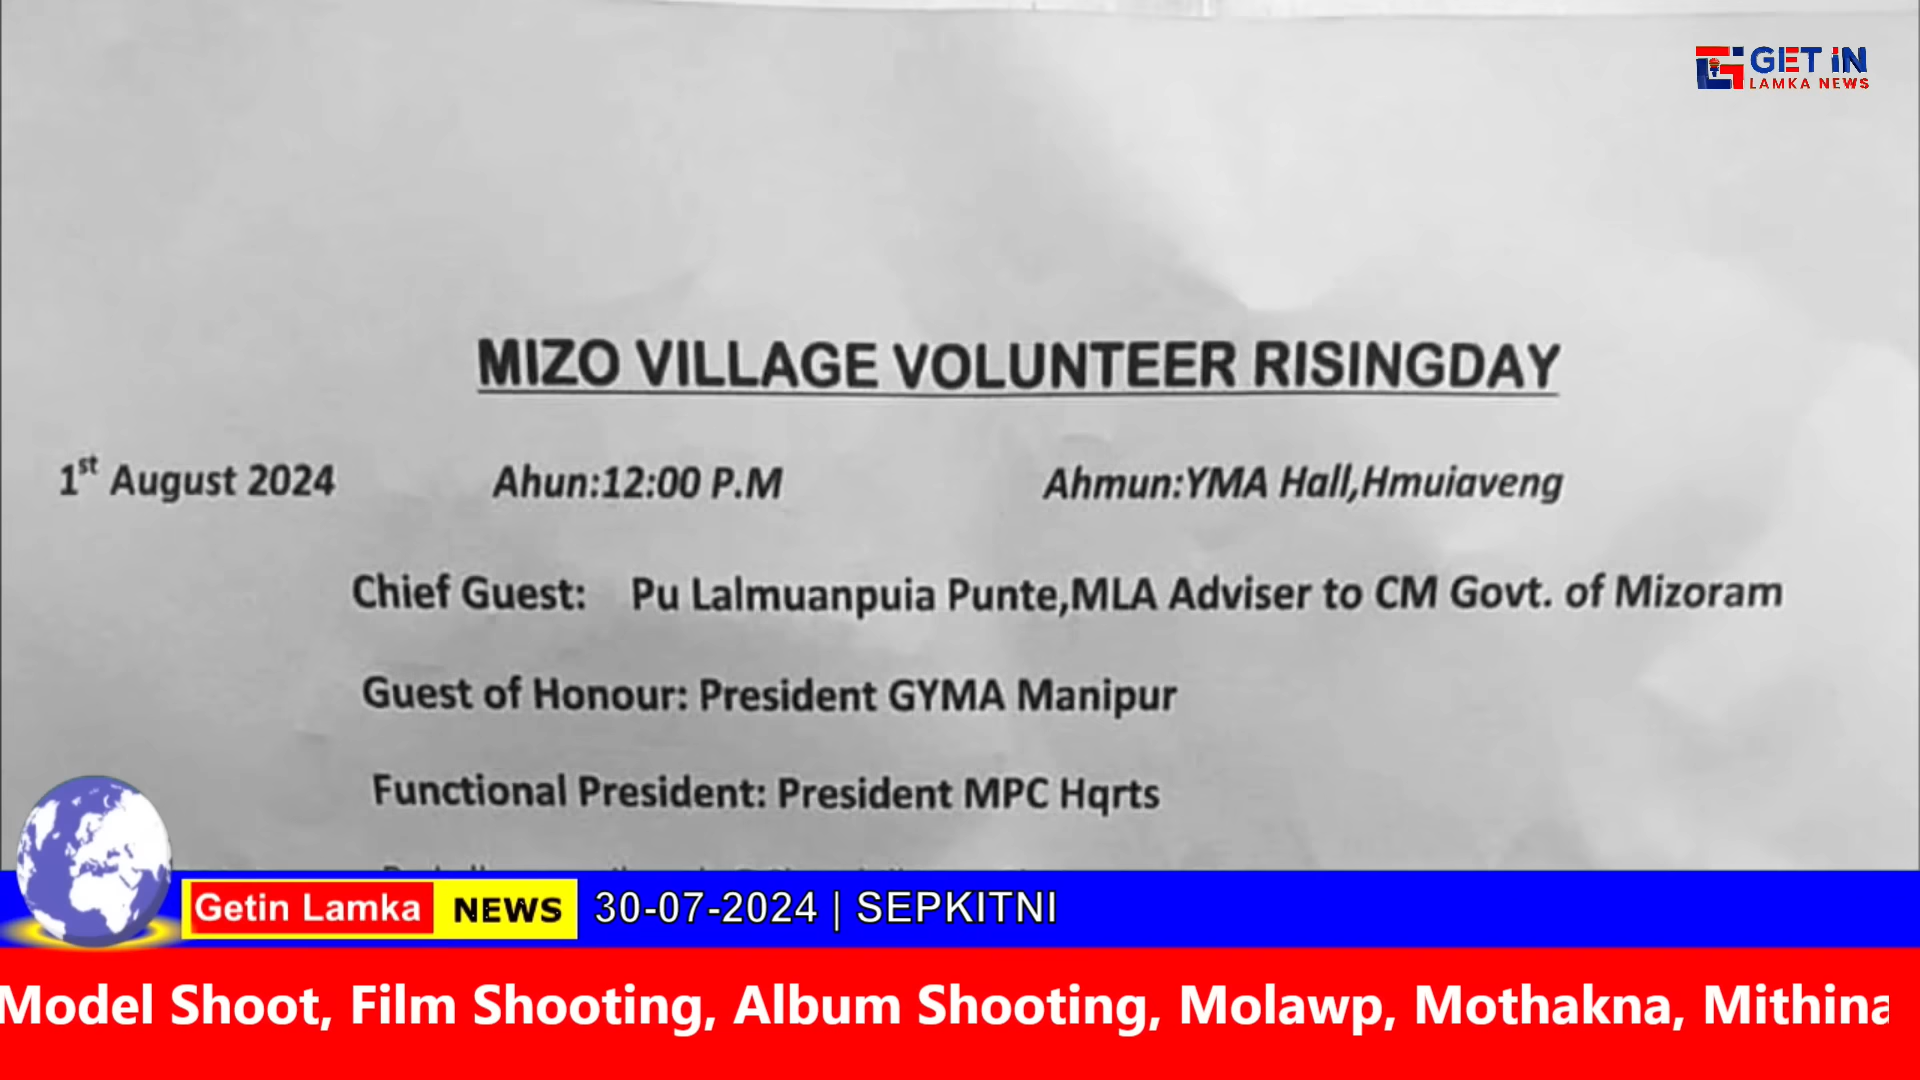 GET iN
LAMKA NEWS
MIZO VILLAGE VOLUNTEER RISINGDAY
1st August 2024 Ahun:12:00 P.M Ahmun:YMA Hall,Hmuiaveng
Chief Guest: Pu Lalmuanpuia Punte,MLA Adviser to CM Govt. of Mizoram
Guest of Honour: President GYMA Manipur
Functional President: President MPC Hqrts
Getin Lamka NEWS 30-07-2024 | SEPKITNI
Model Shoot, Film Shooting, Album Shooting, Molawp, Mothakna, Mithina